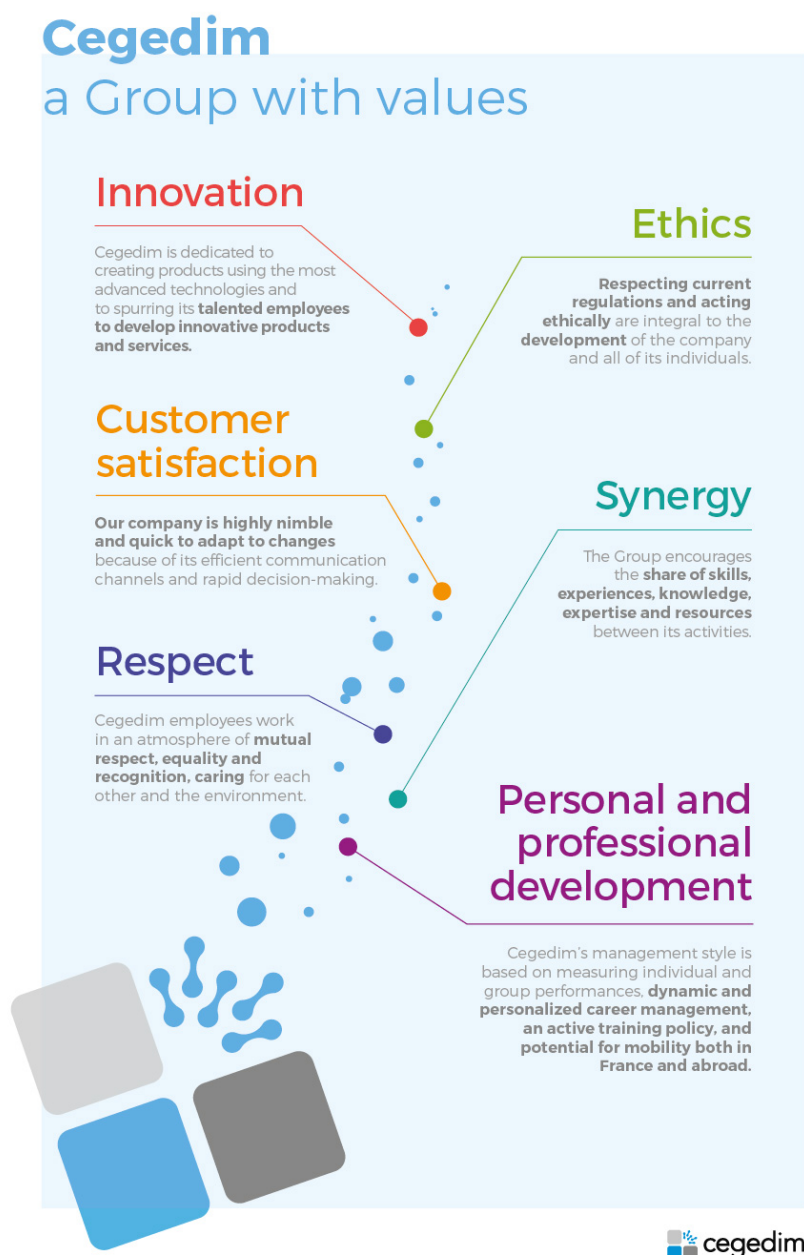 Cegedim
a Group with values
Innovation
Cegedim is dedicated to
creating products using the most
advanced technologies and
to spurring its talented employees
to develop innovative products
and services.
Ethics
Respecting current
regulations and acting
ethically are integral to the
development of the company
and all of its individuals.
Customer
satisfaction
Our company is highly nimble
and quick to adapt to changes
because of its efficient communication
channels and rapid decision-making.
Synergy
The Group encourages
the share of skills,
experiences, knowledge,
expertise and resources
between its activities.
Respect
Cegedim employees work
in an atmosphere of mutual
respect, equality and
recognition, caring for each
other and the environment.
Personal and
professional
development
Cegedim's management style is
based on measuring individual and
group performances, dynamic and
personalized career management,
an active training policy, and
potential for mobility both in
France and abroad.
cegedim